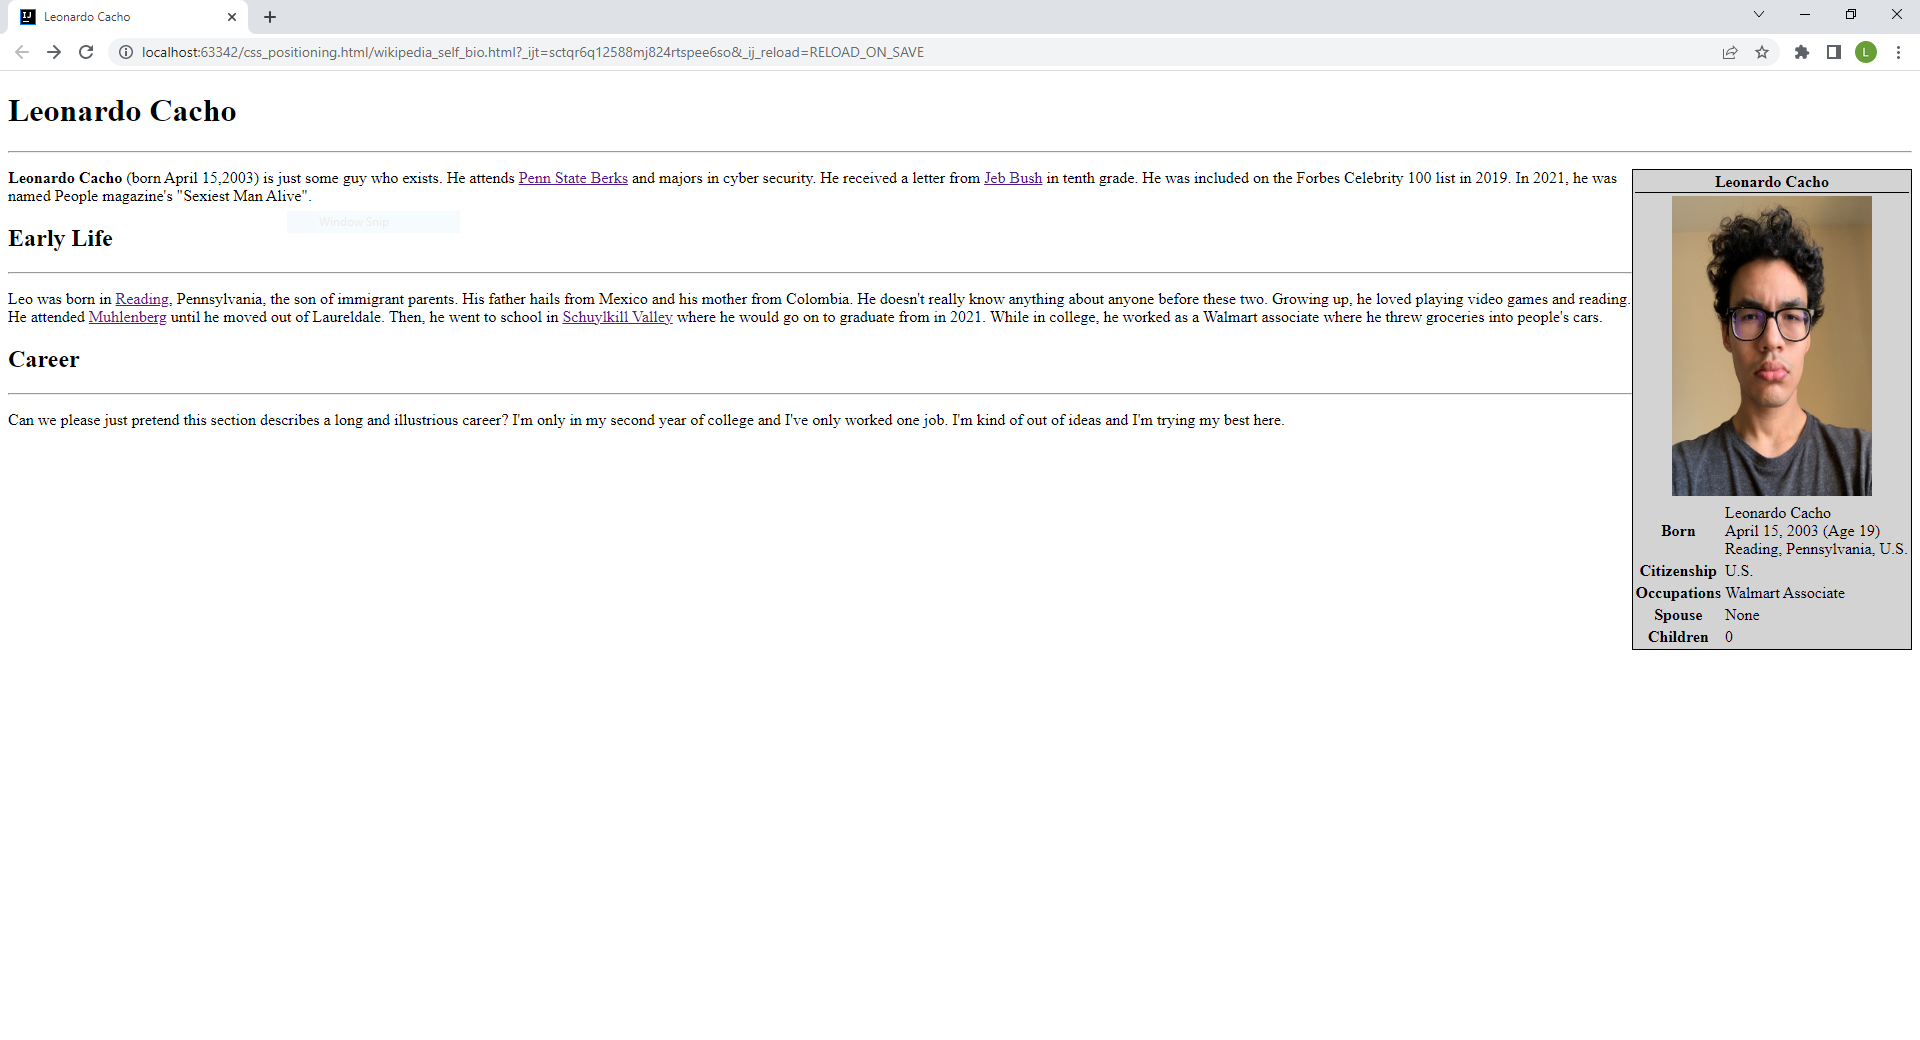 Leonardo Cacho
localhost:63342/css_positioning.html/wikipedia_self_bio.html?_ijt=sctqr6q12588mj824rtspee6so&_ij_reload=RELOAD_ON_SAVE
L
Leonardo Cacho
Leonardo Cacho (born April 15,2003) is just some guy who exists. He attends Penn State Berks and majors in cyber security. He received a letter from Jeb Bush in tenth grade. He was included on the Forbes Celebrity 100 list in 2019. In 2021, he was
named People magazine's "Sexiest Man Alive".
Window Snip
Early Life
Leo was born in Reading, Pennsylvania, the son of immigrant parents. His father hails from Mexico and his mother from Colombia. He doesn't really know anything about anyone before these two. Growing up, he loved playing video games and reading.
He attended Muhlenberg until he moved out of Laureldale. Then, he went to school in Schuylkill Valley where he would go on to graduate from in 2021. While in college, he worked as a Walmart associate where he threw groceries into people's cars.
Career
Can we please just pretend this section describes a long and illustrious career? I'm only in my second year of college and I've only worked one job. I'm kind of out of ideas and I'm trying my best here.
Leonardo Cacho
Leonardo Cacho
Born April 15, 2003 (Age 19)
Reading, Pennsylvania, U.S.
Citizenship U.S.
Occupations Walmart Associate
Spouse None
Children 0